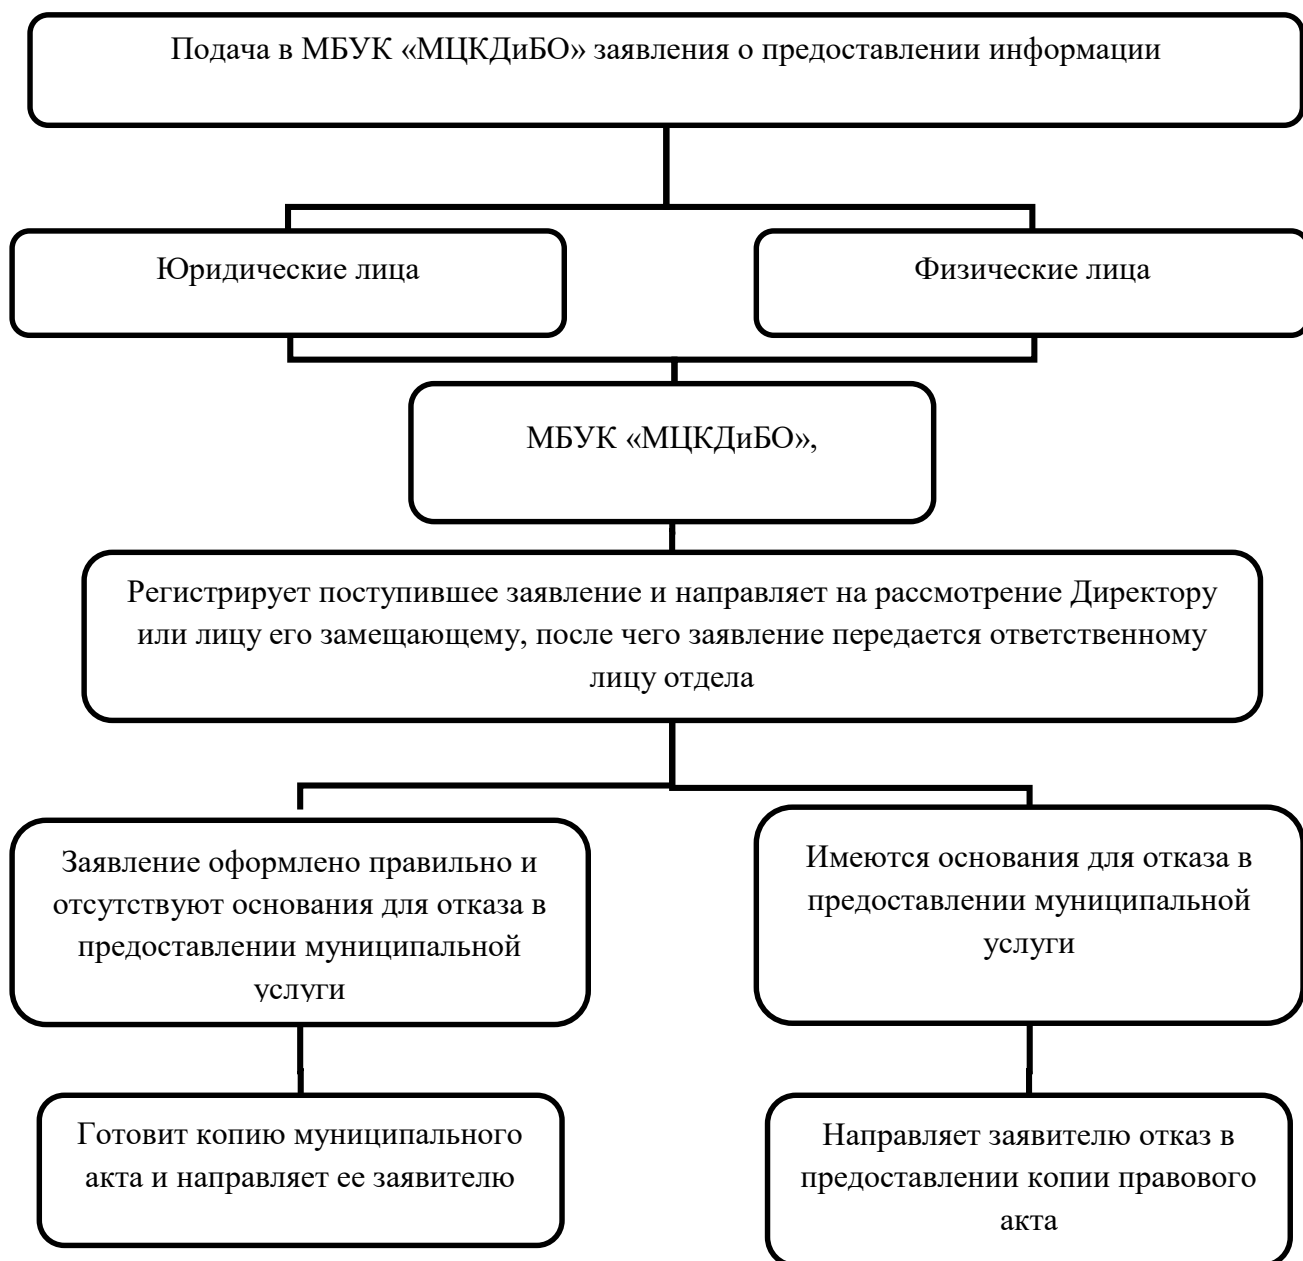 Подача в МБУК «МЦКДиБО» заявления о предоставлении информации
Юридические лица
Физические лица
МБУК «МЦКДиБО»,
Регистрирует поступившее заявление и направляет на рассмотрение Директору
или лицу его замещающему, после чего заявление передается ответственному
лицу отдела
Заявление оформлено правильно и
отсутствуют основания для отказа в
предоставлении муниципальной
услуги
Имеются основания для отказа в
предоставлении муниципальной
услуги
Готовит копию муниципального
акта и направляет ее заявителю
Направляет заявителю отказ в
предоставлении копии правового
акта